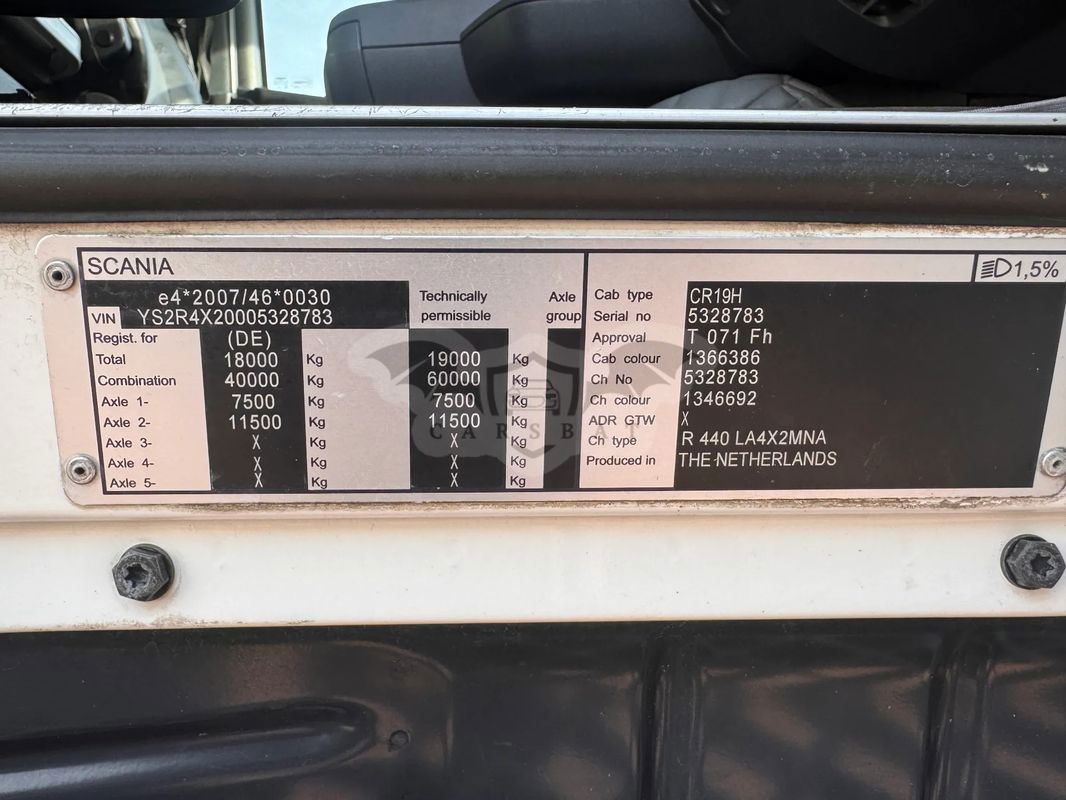 SCANIA
1,5%
e4*2007/46*0030
VIN YS2R4X20005328783
Technically permissible
Axle group
Regist. for (DE)
Total 18000 Kg 19000 Kg
Combination 40000 Kg 60000 Kg
Axle 1- 7500 Kg 7500 Kg
Axle 2- 11500 Kg 11500 Kg
Axle 3- X Kg X Kg
Axle 4- X Kg X Kg
Axle 5- X Kg X Kg
Cab type CR19H
Serial no 5328783
Approval T 071 Fh
Cab colour 1366386
Ch No 5328783
Ch colour 1346692
ADR GTW X
Ch type R 440 LA4X2MNA
Produced in THE NETHERLANDS
CARSBAT